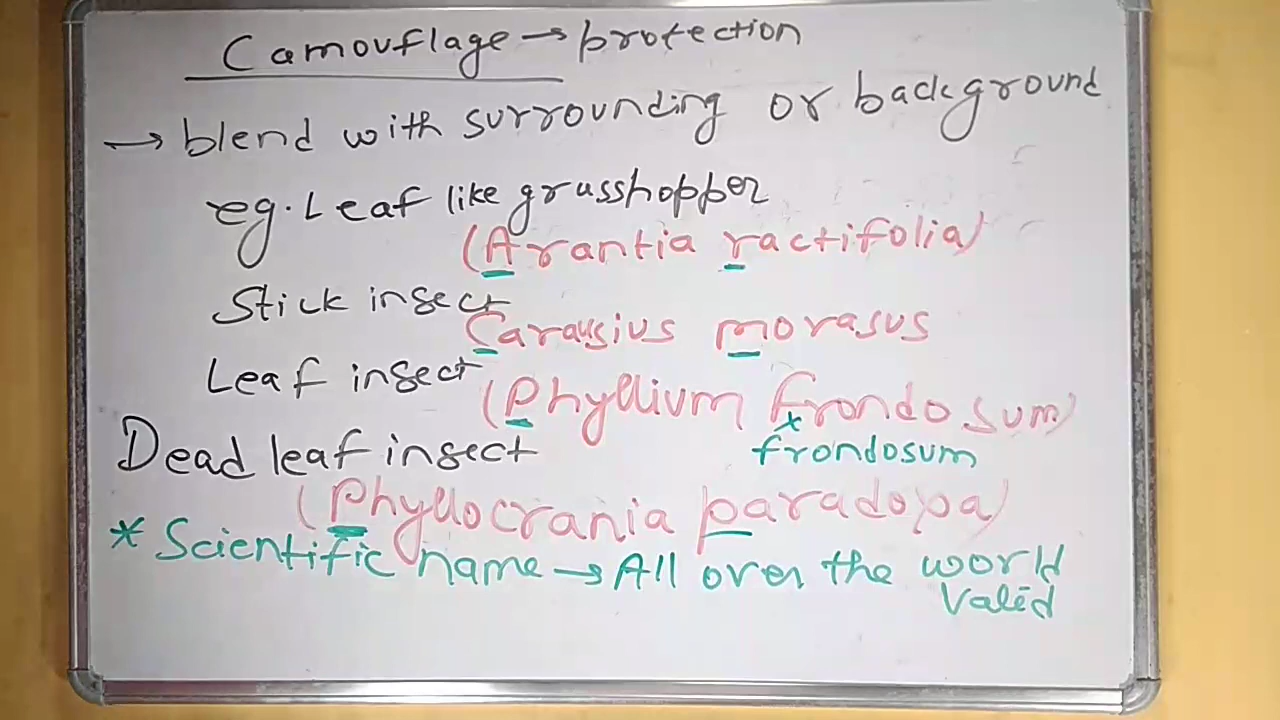 Camouflage → protection
→ blend with surrounding or background
eg. Leaf like grasshopper
(Arantia ractifolia)
Stick insect
Carausius morasus
Leaf insect
(Phyllium Frondosum)
frondosum
Dead leaf insect
(Phyllocrania paradoxa)
* Scientific name → All over the world
Valid